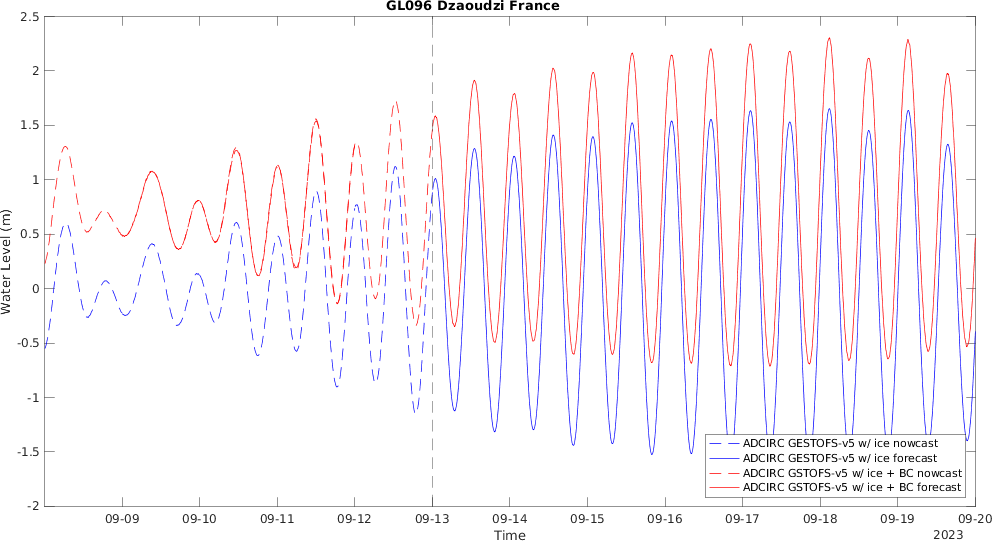 GL096 Dzaoudzi France
2.5
2
1.5
1
0.5
0
-0.5
-1
-1.5
-2
Water Level (m)
ADCIRC GESTOFS-v5 w/ ice nowcast
ADCIRC GESTOFS-v5 w/ ice forecast
ADCIRC GSTOFS-v5 w/ ice + BC nowcast
ADCIRC GSTOFS-v5 w/ ice + BC forecast
09-09 09-10 09-11 09-12 09-13 09-14 09-15 09-16 09-17 09-18 09-19 09-20
Time
2023